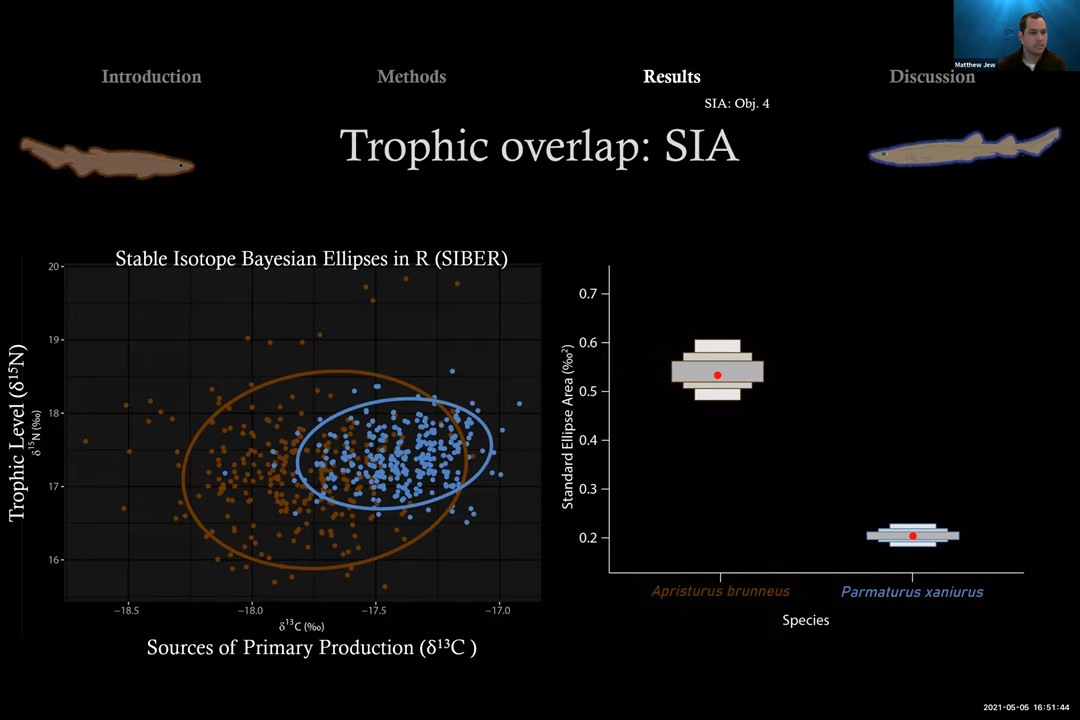 Matthew Jew
Introduction
Methods
Results
Discussion
SIA: Obj. 4
Trophic overlap: SIA
Stable Isotope Bayesian Ellipses in R (SIBER)
Trophic Level (δ¹⁵N)
δ¹⁵N (‰)
20
19
18
17
16
−18.5
−18.0
−17.5
−17.0
δ¹³C (‰)
Sources of Primary Production (δ¹³C )
Standard Ellipse Area (‰²)
0.7
0.6
0.5
0.4
0.3
0.2
Apristurus brunneus
Parmaturus xaniurus
Species
2021-05-05 16:51:44